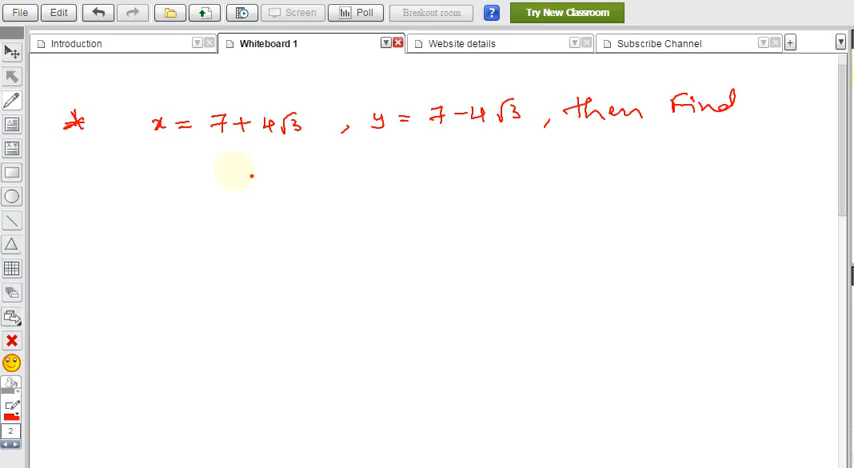 File Edit Screen Poll Breakout room ? Try New Classroom
Introduction Whiteboard 1 Website details Subscribe Channel +
* x = 7 + 4√3 , y = 7 - 4√3 , then Find
2